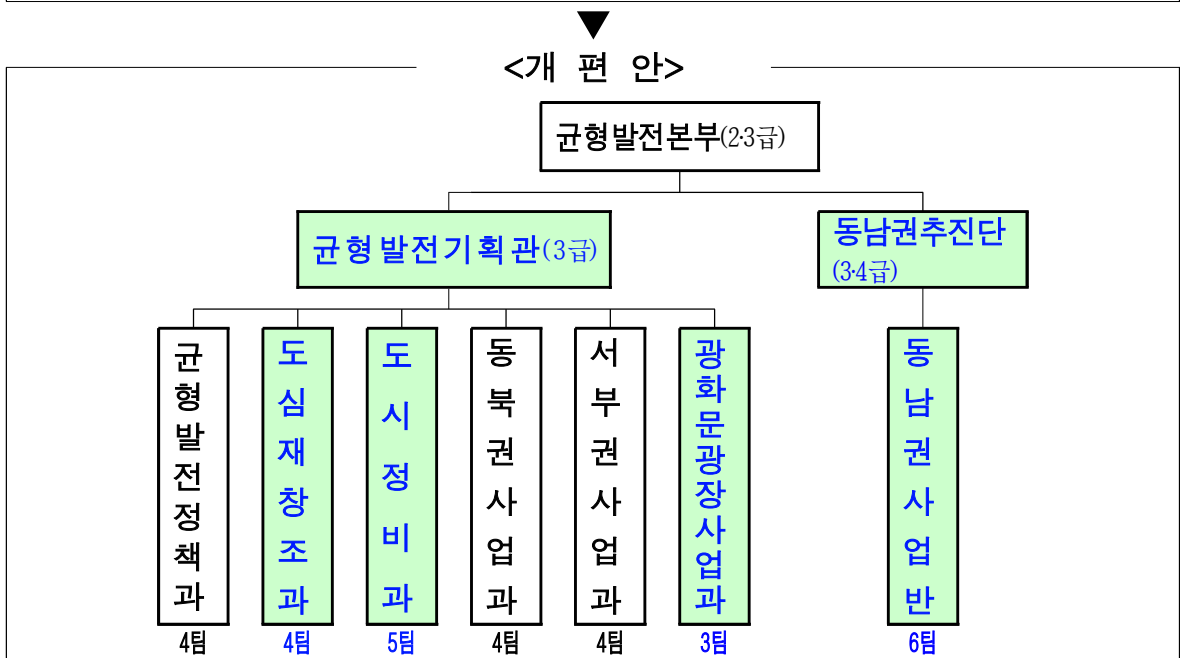 ▼
<개 편 안>
균형발전본부(2·3급)
균형발전기획관(3급)
동남권추진단
(3·4급)
균형발전정책과
4팀
도심재창조과
4팀
도시정비과
5팀
동북권사업과
4팀
서부권사업과
4팀
광화문광장사업과
3팀
동남권사업반
6팀